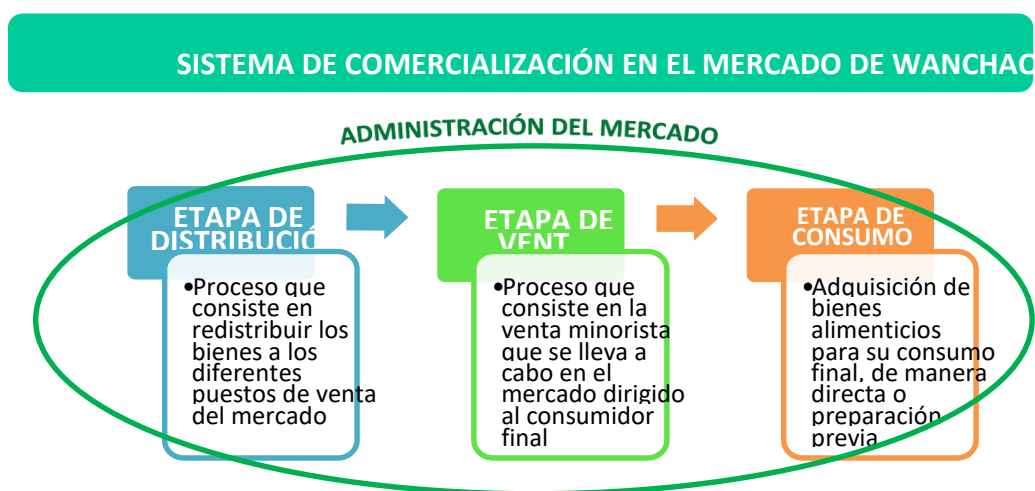 SISTEMA DE COMERCIALIZACIÓN EN EL MERCADO DE WANCHAC
ADMINISTRACIÓN DEL MERCADO
ETAPA DE
DISTRIBUCIÓ
•Proceso que
consiste en
redistribuir los
bienes a los
diferentes
puestos de venta
del mercado
ETAPA DE
VENT
•Proceso que
consiste en la
venta minorista
que se lleva a
cabo en el
mercado dirigido
al consumidor
final
ETAPA DE
CONSUMO
•Adquisición de
bienes
alimenticios
para su consumo
final, de manera
directa o
preparación
previa